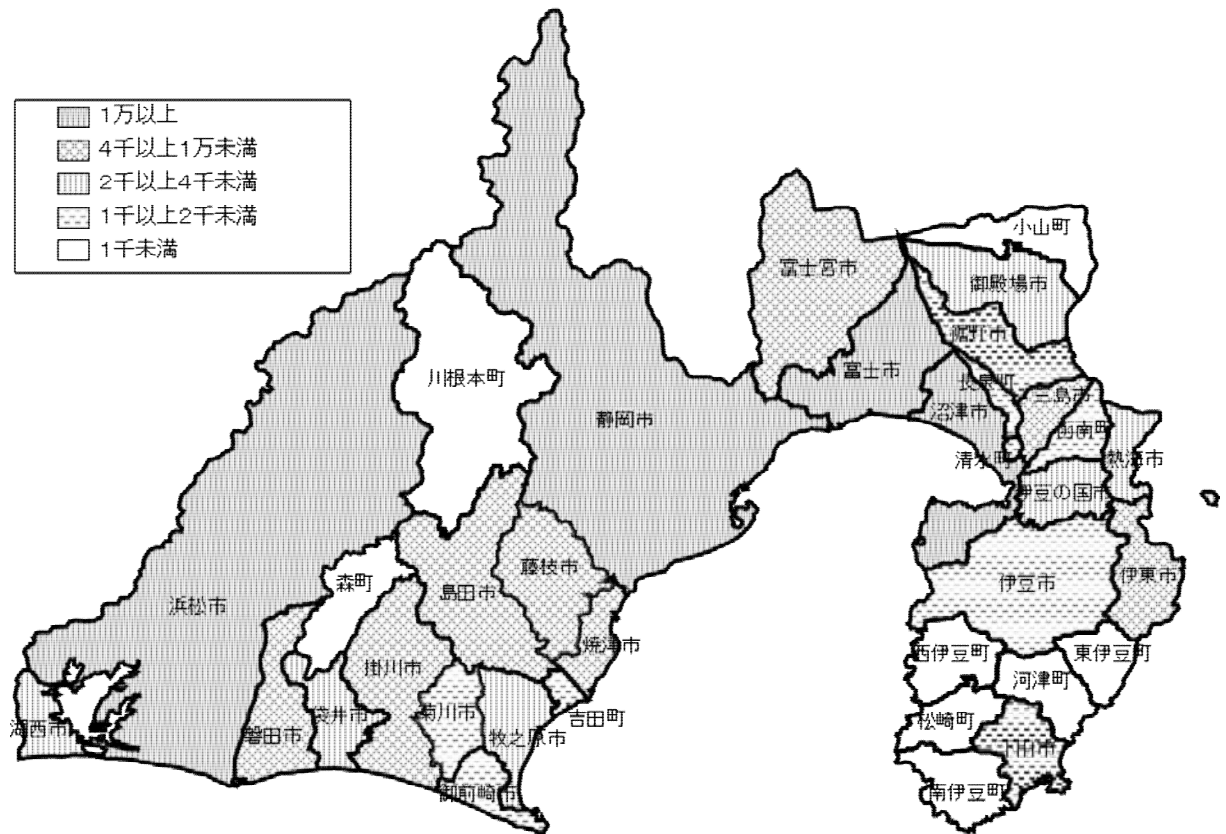 1万以上
4千以上1万未満
2千以上4千未満
1千以上2千未満
1千未満
小山町
富士宮市
御殿場市
裾野市
川根本町
富士市
長泉町
三島市
静岡市
沼津市
函南町
清水町
熱海市
伊豆の国市
藤枝市
森町
島田市
伊豆市
伊東市
浜松市
焼津市
掛川市
西伊豆町
東伊豆町
河津町
湖西市
磐田市
袋井市
菊川市
牧之原市
吉田町
松崎町
下田市
御前崎市
南伊豆町